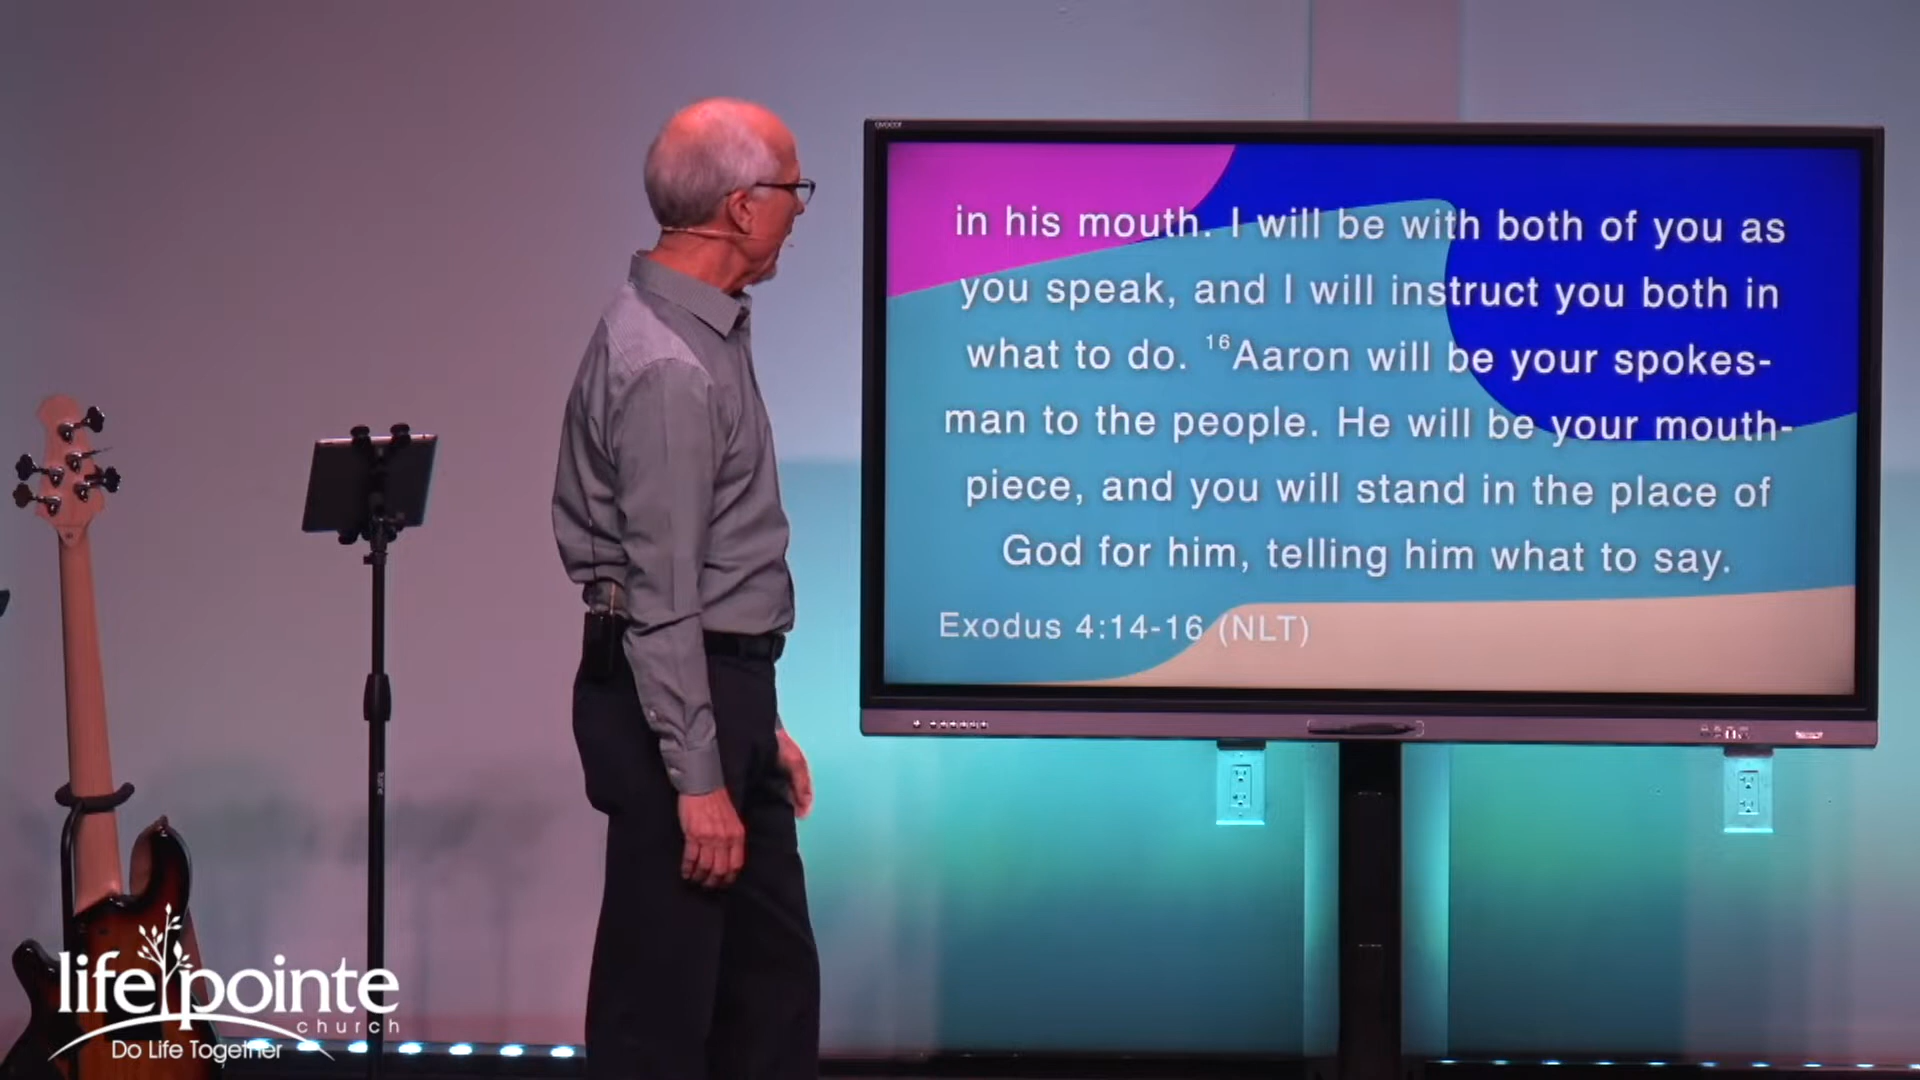 avocor
in his mouth. I will be with both of you as
you speak, and I will instruct you both in
what to do. ¹⁶Aaron will be your spokes-
man to the people. He will be your mouth-
piece, and you will stand in the place of
God for him, telling him what to say.
Exodus 4:14-16 (NLT)
life pointe
church
Do Life Together